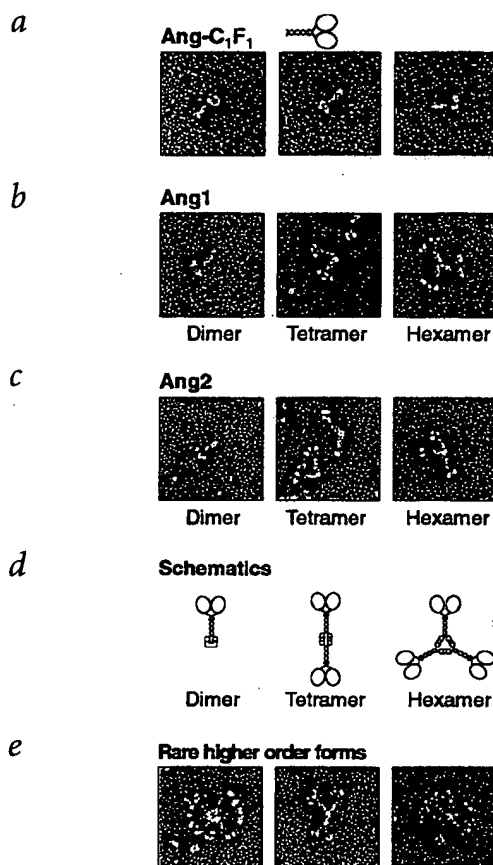 a
Ang-C₁F₁
b
Ang1
Dimer Tetramer Hexamer
c
Ang2
Dimer Tetramer Hexamer
d
Schematics
Dimer Tetramer Hexamer
e
Rare higher order forms